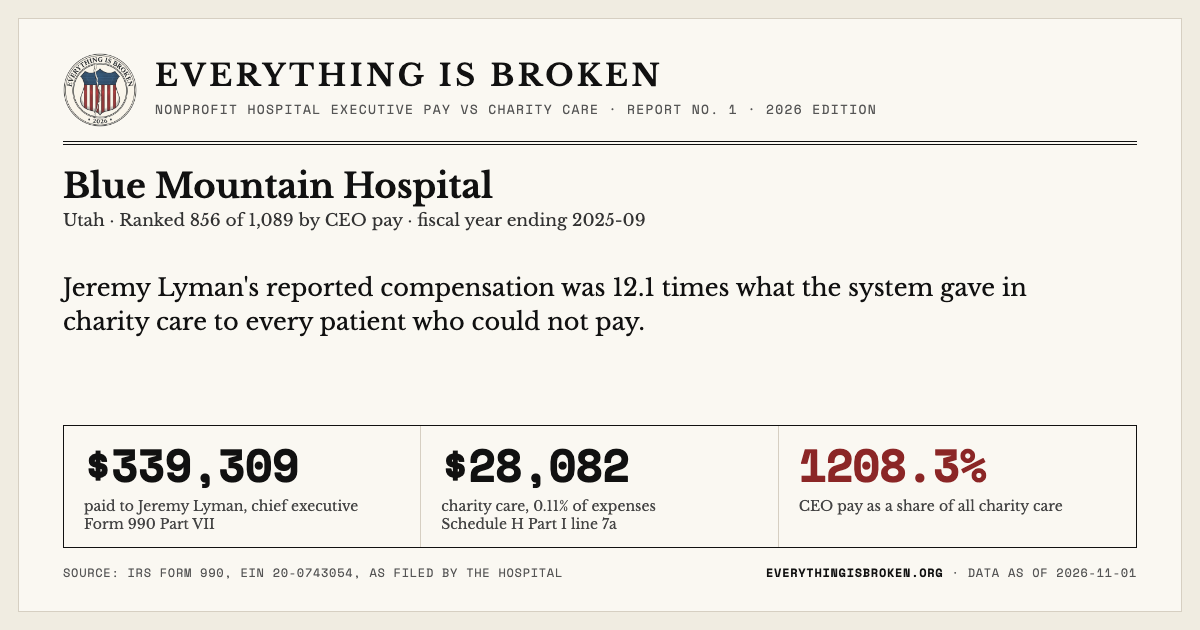 EVERYTHING IS BROKEN
2026
EVERYTHING IS BROKEN
NONPROFIT HOSPITAL EXECUTIVE PAY VS CHARITY CARE · REPORT NO. 1 · 2026 EDITION
Blue Mountain Hospital
Utah · Ranked 856 of 1,089 by CEO pay · fiscal year ending 2025-09
Jeremy Lyman's reported compensation was 12.1 times what the system gave in
charity care to every patient who could not pay.
$339,309
paid to Jeremy Lyman, chief executive
Form 990 Part VII
$28,082
charity care, 0.11% of expenses
Schedule H Part I line 7a
1208.3%
CEO pay as a share of all charity care
SOURCE: IRS FORM 990, EIN 20-0743054, AS FILED BY THE HOSPITAL
EVERYTHINGISBROKEN.ORG · DATA AS OF 2026-11-01